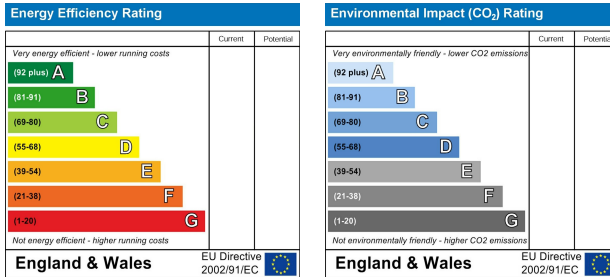 Energy Efficiency Rating
Current Potential
Very energy efficient - lower running costs
(92 plus) A
(81-91) B
(69-80) C
(55-68) D
(39-54) E
(21-38) F
(1-20) G
Not energy efficient - higher running costs
England & Wales
EU Directive
2002/91/EC
Environmental Impact (CO₂) Rating
Current Potential
Very environmentally friendly - lower CO2 emissions
(92 plus) A
(81-91) B
(69-80) C
(55-68) D
(39-54) E
(21-38) F
(1-20) G
Not environmentally friendly - higher CO2 emissions
England & Wales
EU Directive
2002/91/EC